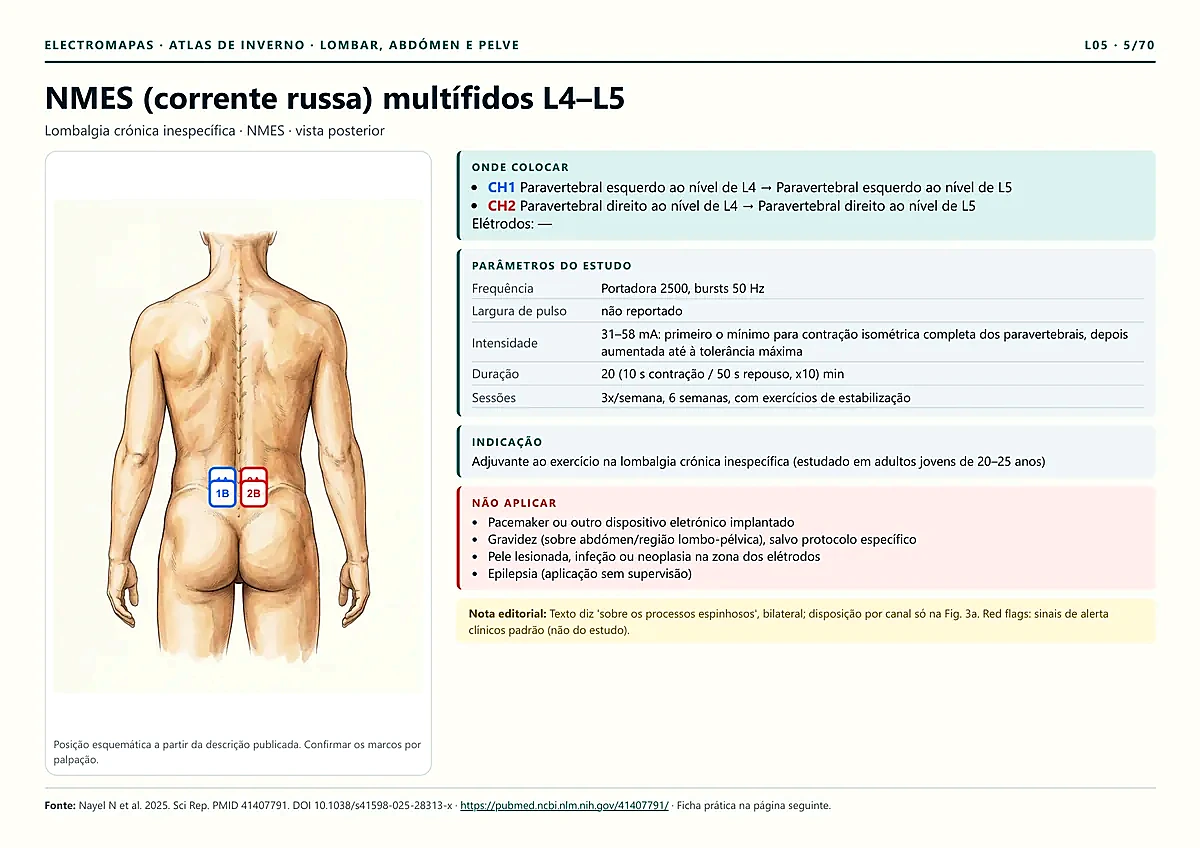 ELECTROMAPAS · ATLAS DE INVERNO · LOMBAR, ABDÓMEN E PELVE
L05 · 5/70
NMES (corrente russa) multífidos L4–L5
Lombalgia crónica inespecífica · NMES · vista posterior
1B
2B
Posição esquemática a partir da descrição publicada. Confirmar os marcos por
palpação.
ONDE COLOCAR
• CH1 Paravertebral esquerdo ao nível de L4 → Paravertebral esquerdo ao nível de L5
• CH2 Paravertebral direito ao nível de L4 → Paravertebral direito ao nível de L5
Elétrodos: —
PARÂMETROS DO ESTUDO
Frequência Portadora 2500, bursts 50 Hz
Largura de pulso não reportado
Intensidade 31–58 mA: primeiro o mínimo para contração isométrica completa dos paravertebrais, depois
aumentada até à tolerância máxima
Duração 20 (10 s contração / 50 s repouso, x10) min
Sessões 3x/semana, 6 semanas, com exercícios de estabilização
INDICAÇÃO
Adjuvante ao exercício na lombalgia crónica inespecífica (estudado em adultos jovens de 20–25 anos)
NÃO APLICAR
• Pacemaker ou outro dispositivo eletrónico implantado
• Gravidez (sobre abdómen/região lombo-pélvica), salvo protocolo específico
• Pele lesionada, infeção ou neoplasia na zona dos elétrodos
• Epilepsia (aplicação sem supervisão)
Nota editorial: Texto diz 'sobre os processos espinhosos', bilateral; disposição por canal só na Fig. 3a. Red flags: sinais de alerta
clínicos padrão (não do estudo).
Fonte: Nayel N et al. 2025. Sci Rep. PMID 41407791. DOI 10.1038/s41598-025-28313-x · https://pubmed.ncbi.nlm.nih.gov/41407791/ · Ficha prática na página seguinte.